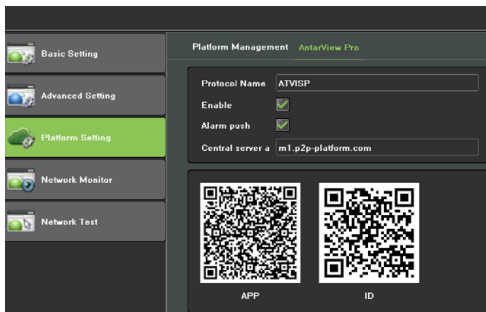 Basic Setting
Advanced Setting
Platform Setting
Network Monitor
Network Test
Platform Management AntarView Pro
Protocol Name ATVISP
Enable
Alarm push
Central server a m1.p2p-platform.com
APP ID